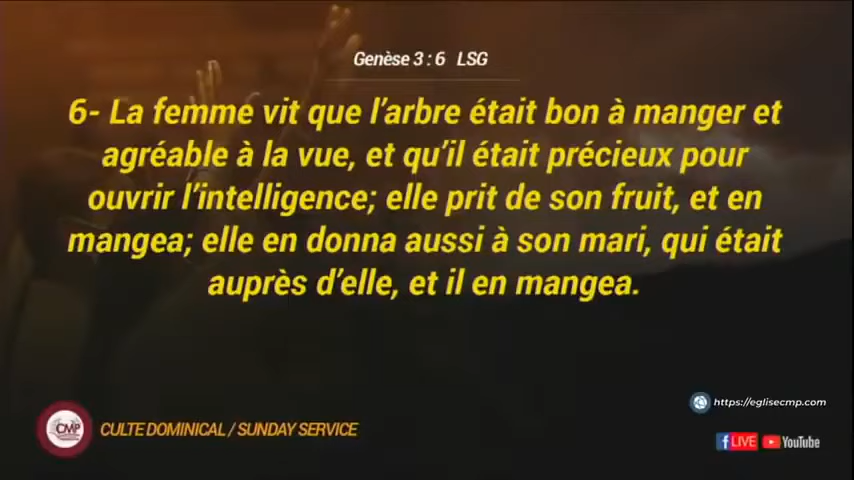 Genèse 3 : 6 LSG
6- La femme vit que l’arbre était bon à manger et
agréable à la vue, et qu’il était précieux pour
ouvrir l’intelligence; elle prit de son fruit, et en
mangea; elle en donna aussi à son mari, qui était
auprès d’elle, et il en mangea.
https://eglisecmp.com
CMP
CULTE DOMINICAL / SUNDAY SERVICE
f LIVE YouTube